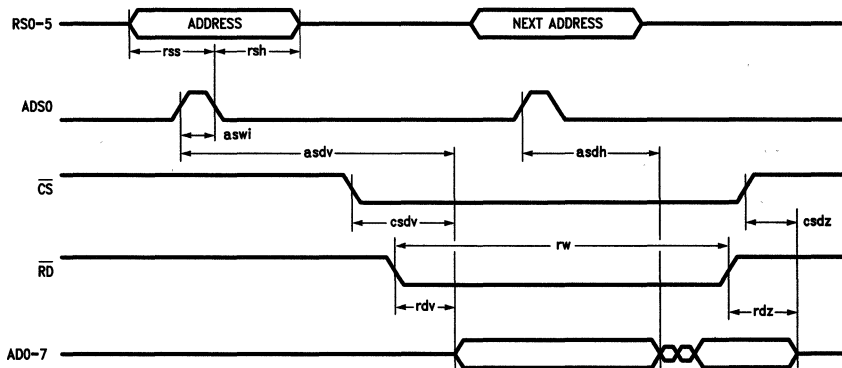 RS0-5
ADDRESS
NEXT ADDRESS
rss
rsh
ADS0
aswi
asdv
asdh
CS
csdv
csdz
rw
RD
rdv
rdz
AD0-7